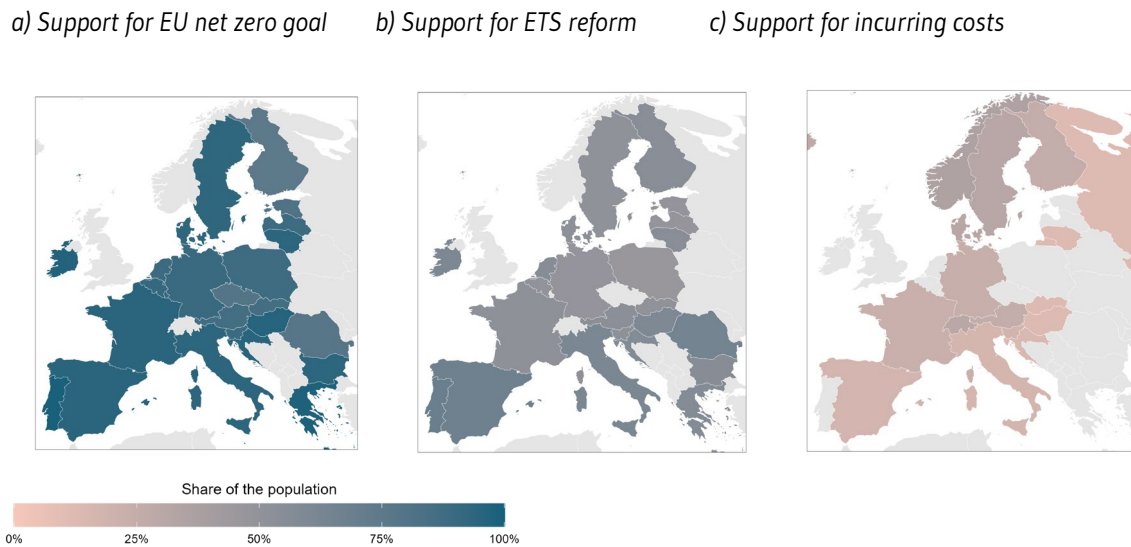 a) Support for EU net zero goal
b) Support for ETS reform
c) Support for incurring costs
Share of the population
0%
25%
50%
75%
100%